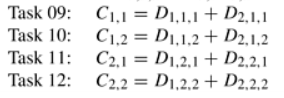 Task 09: C1,1 = D1,1,1 + D2,1,1
Task 10: C1,2 = D1,1,2 + D2,1,2
Task 11: C2,1 = D1,2,1 + D2,2,1
Task 12: C2,2 = D1,2,2 + D2,2,2